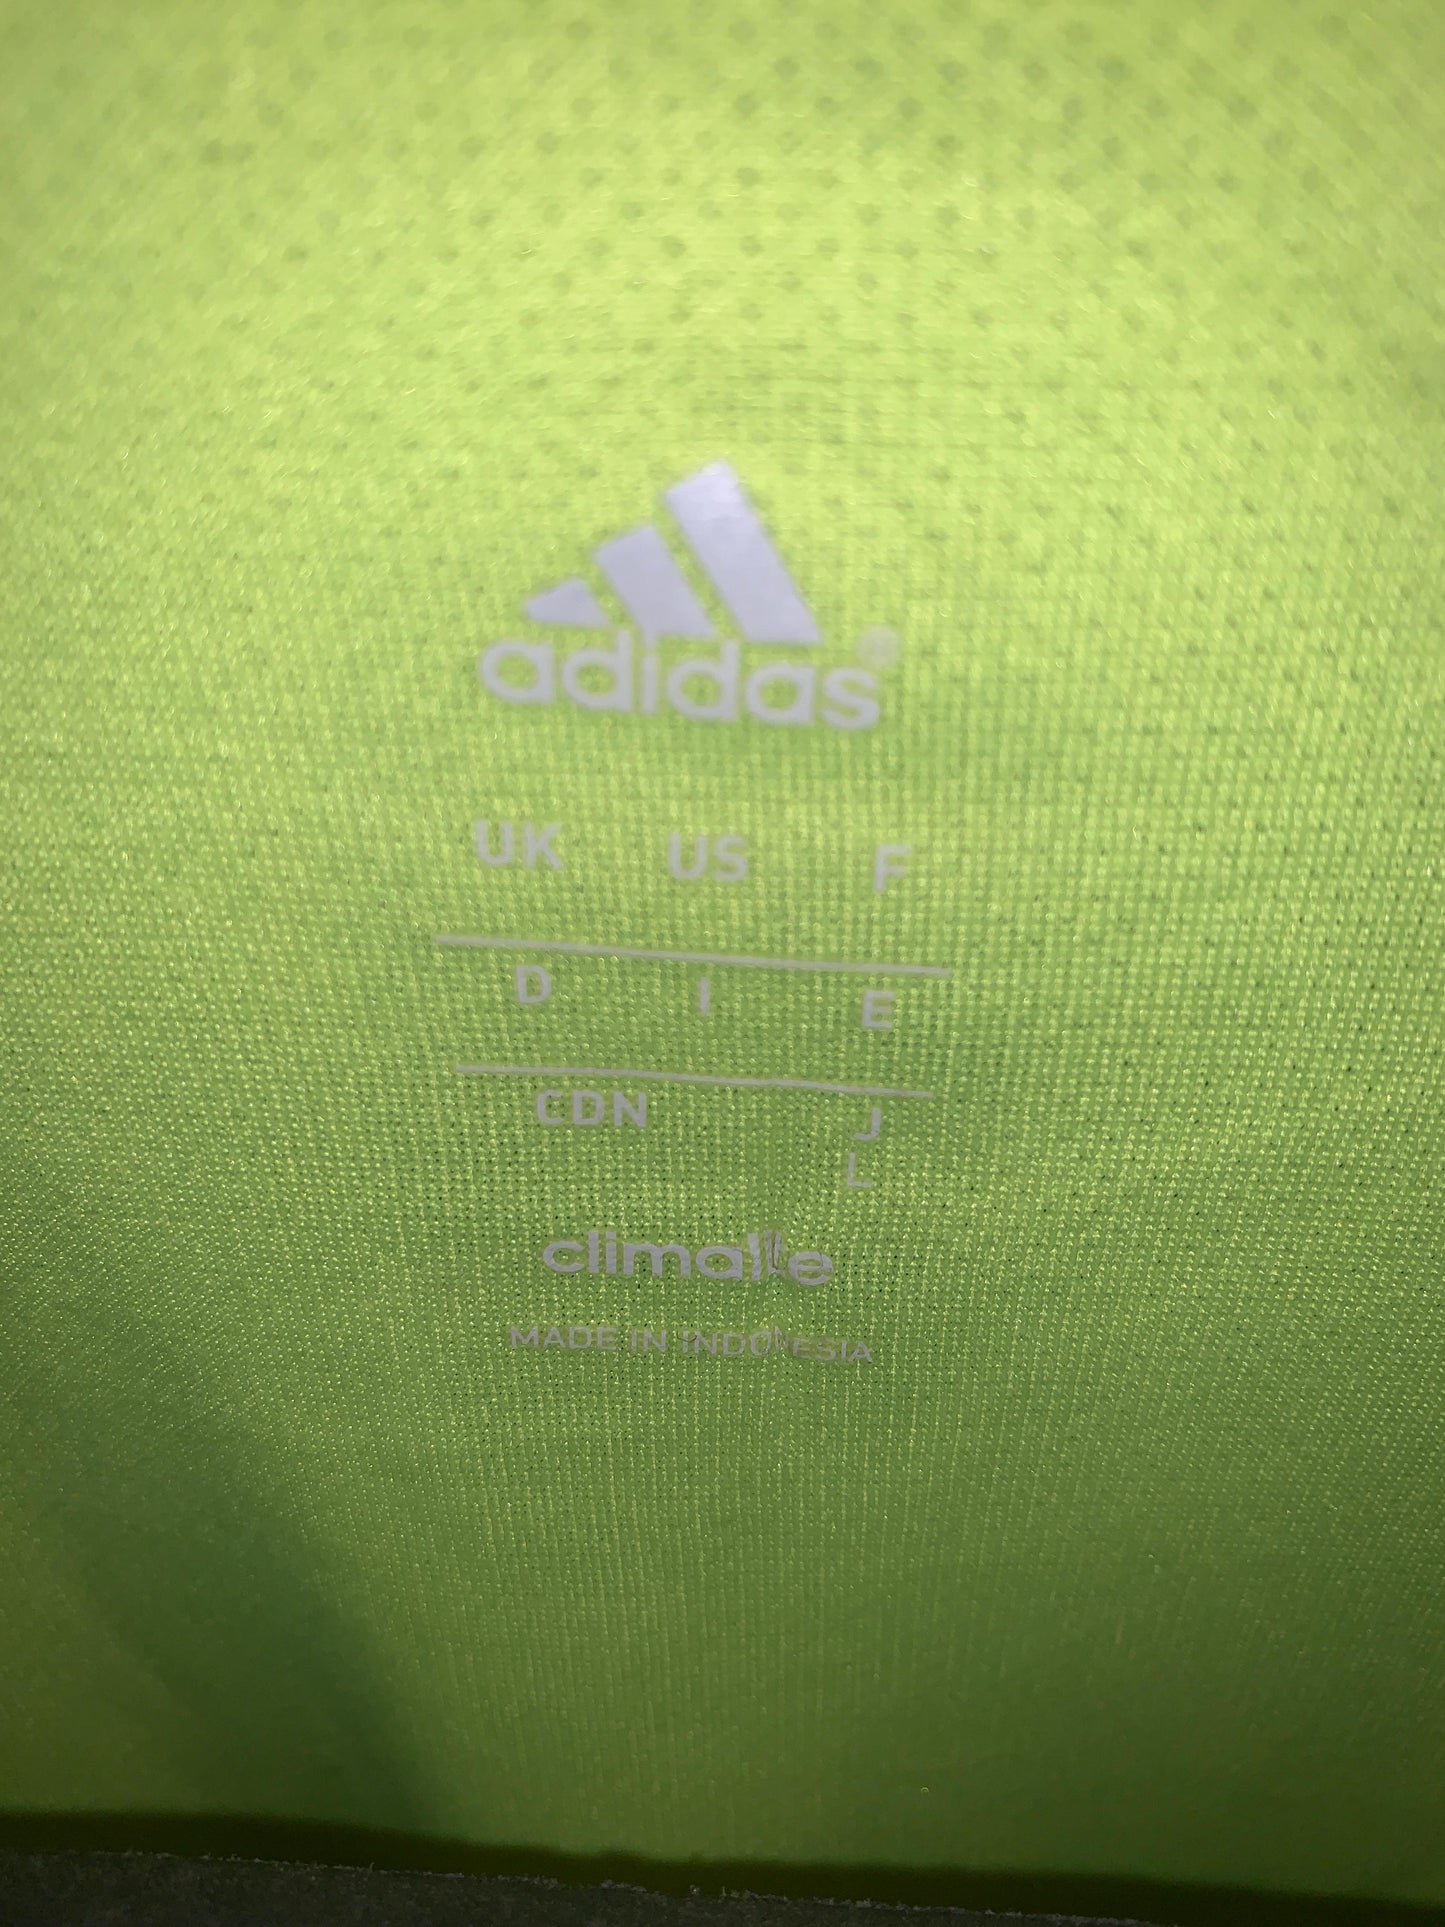 adidas®
UK US F
D I E
CDN J
L
climalite
MADE IN INDONESIA